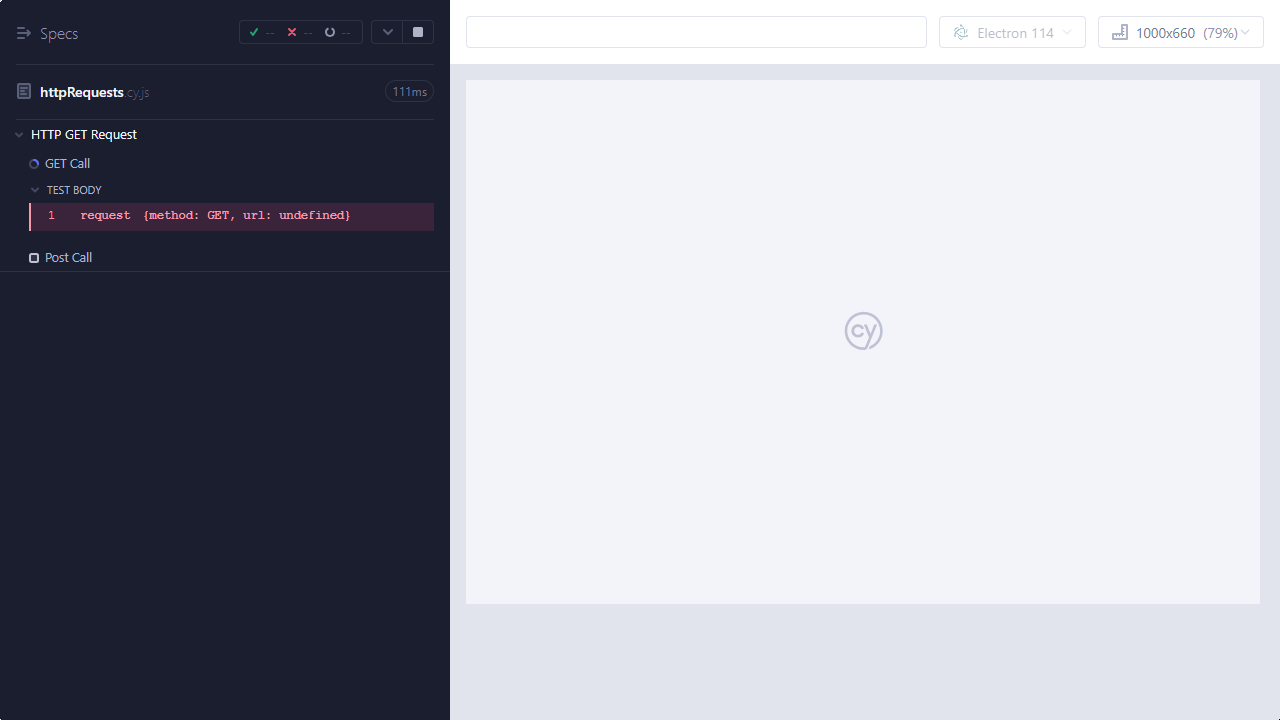 Specs
-- -- --
httpRequests cy.js 111ms
HTTP GET Request
GET Call
TEST BODY
1 request {method: GET, url: undefined}
Post Call
Electron 114
1000x660 (79%)
cy